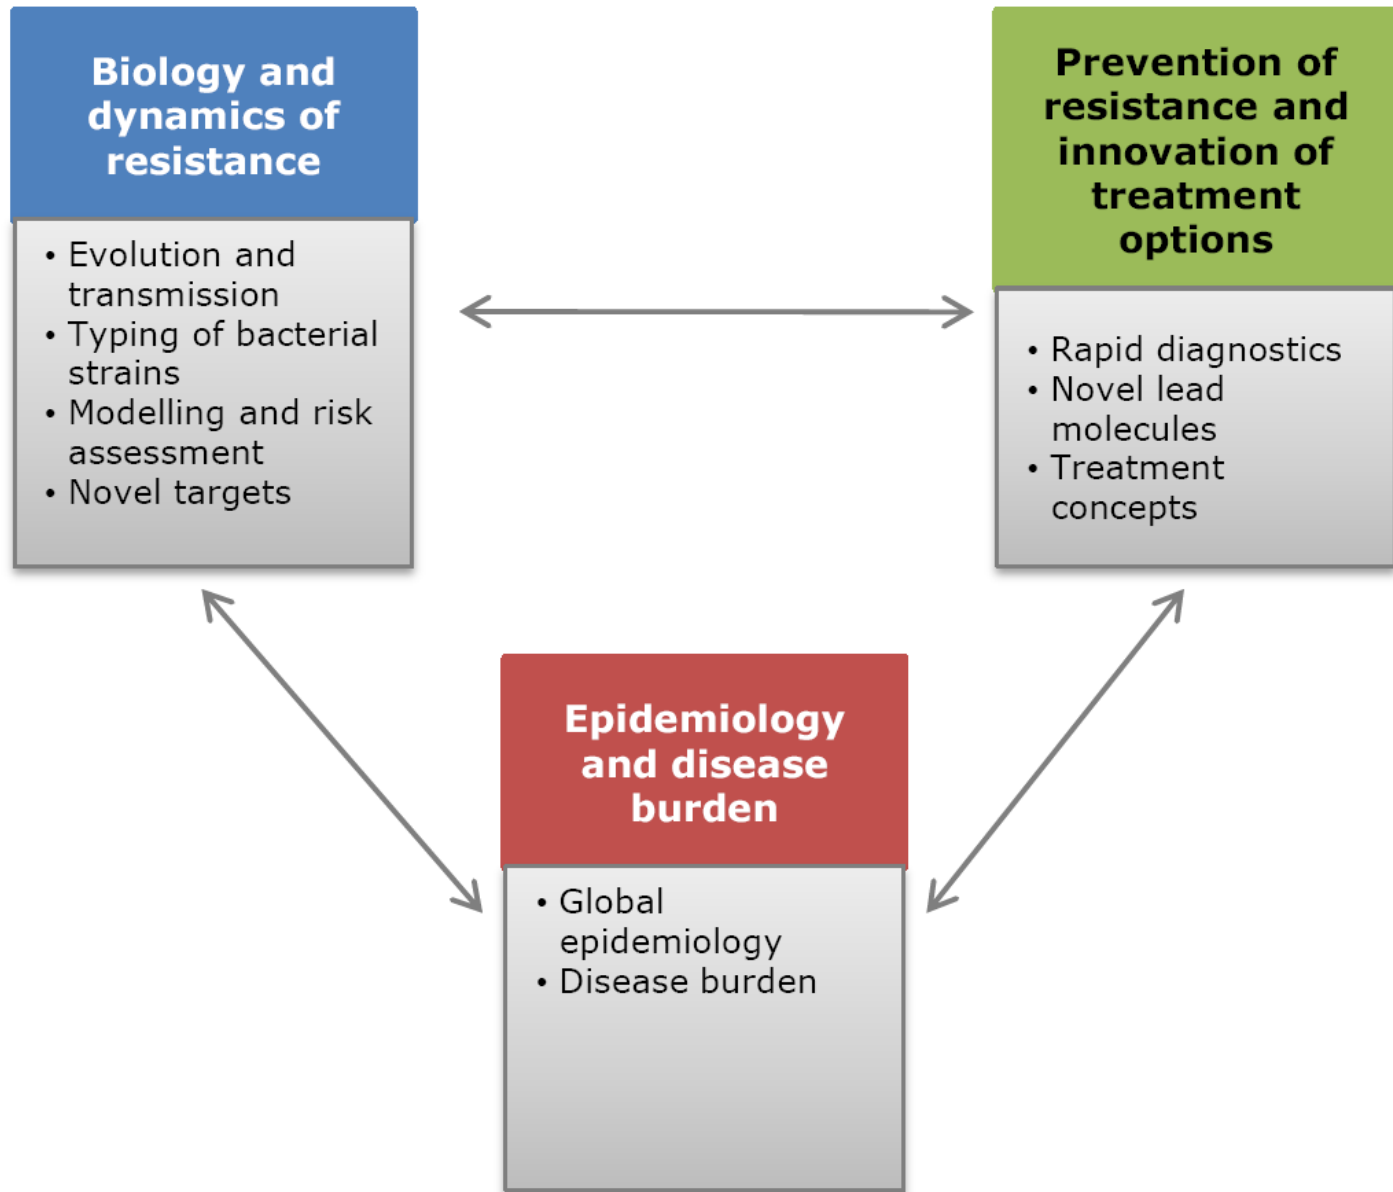 Biology and
dynamics of
resistance
• Evolution and
transmission
• Typing of bacterial
strains
• Modelling and risk
assessment
• Novel targets
Prevention of
resistance and
innovation of
treatment
options
• Rapid diagnostics
• Novel lead
molecules
• Treatment
concepts
Epidemiology
and disease
burden
• Global
epidemiology
• Disease burden